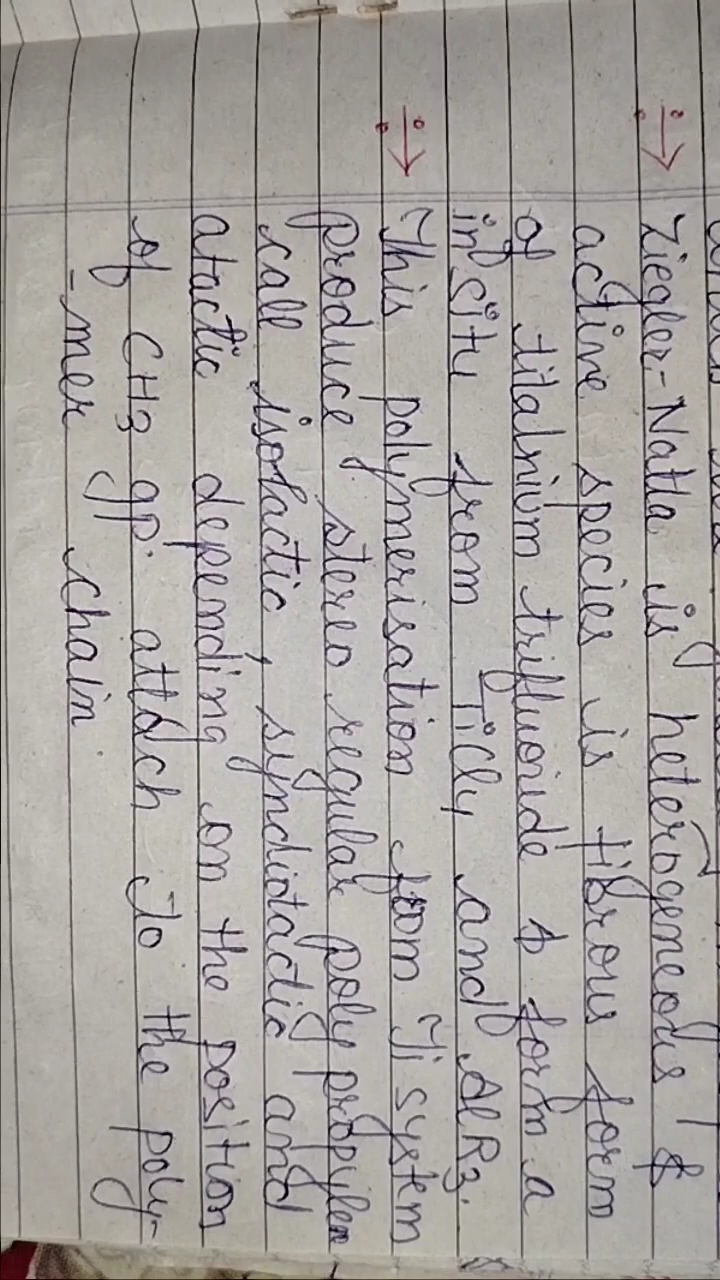 Ziegler-Natta is heterogeneous &
active species is fibrous form
of titalnium trifluoride & form a
in situ from TiCl4 and AlR3.
This polymerisation from Ti system
produce stereo regular poly propylen
call isotactic, syndiotactic and
atactic depending on the position
of CH3 gp. attach to the poly-
-mer chain